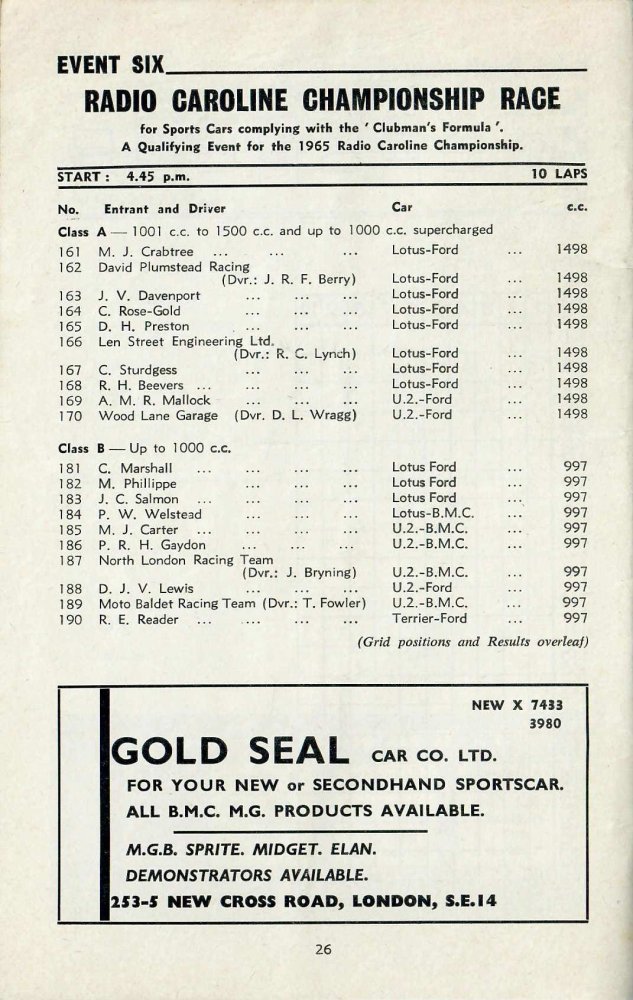 EVENT SIX
RADIO CAROLINE CHAMPIONSHIP RACE
for Sports Cars complying with the ' Clubman's Formula '.
A Qualifying Event for the 1965 Radio Caroline Championship.
START : 4.45 p.m. 10 LAPS
No. Entrant and Driver Car c.c.
Class A — 1001 c.c. to 1500 c.c. and up to 1000 c.c. supercharged
161 M. J. Crabtree ... ... ... Lotus-Ford ... 1498
162 David Plumstead Racing
(Dvr.: J. R. F. Berry) Lotus-Ford ... 1498
163 J. V. Davenport ... ... ... Lotus-Ford ... 1498
164 C. Rose-Gold ... ... ... Lotus-Ford ... 1498
165 D. H. Preston ... ... ... Lotus-Ford ... 1498
166 Len Street Engineering Ltd.
(Dvr.: R. C. Lynch) Lotus-Ford ... 1498
167 C. Sturdgess ... ... ... Lotus-Ford ... 1498
168 R. H. Beevers ... ... ... ... Lotus-Ford ... 1498
169 A. M. R. Mallock ... ... ... U.2.-Ford ... 1498
170 Wood Lane Garage (Dvr. D. L. Wragg) U.2.-Ford ... 1498
Class B — Up to 1000 c.c.
181 C. Marshall ... ... ... ... Lotus Ford ... 997
182 M. Phillippe ... ... ... Lotus Ford ... 997
183 J. C. Salmon ... ... ... ... Lotus Ford ... 997
184 P. W. Welstead ... ... ... Lotus-B.M.C. ... 997
185 M. J. Carter ... ... ... ... U.2.-B.M.C. ... 997
186 P. R. H. Gaydon ... ... ... U.2.-B.M.C. ... 997
187 North London Racing Team
(Dvr.: J. Bryning) U.2.-B.M.C. ... 997
188 D. J. V. Lewis ... ... ... U.2.-Ford ... 997
189 Moto Baldet Racing Team (Dvr.: T. Fowler) U.2.-B.M.C. ... 997
190 R. E. Reader ... ... ... ... Terrier-Ford ... 997
(Grid positions and Results overleaf)
NEW X 7433
3980
GOLD SEAL CAR CO. LTD.
FOR YOUR NEW or SECONDHAND SPORTSCAR.
ALL B.M.C. M.G. PRODUCTS AVAILABLE.
M.G.B. SPRITE. MIDGET. ELAN.
DEMONSTRATORS AVAILABLE.
253-5 NEW CROSS ROAD, LONDON, S.E.14
26